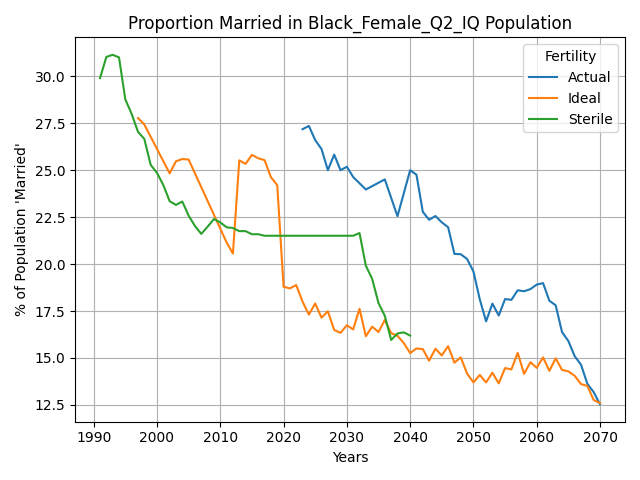 Proportion Married in Black_Female_Q2_IQ Population
% of Population 'Married'
30.0
27.5
25.0
22.5
20.0
17.5
15.0
12.5
Fertility
Actual
Ideal
Sterile
1990 2000 2010 2020 2030 2040 2050 2060 2070
Years